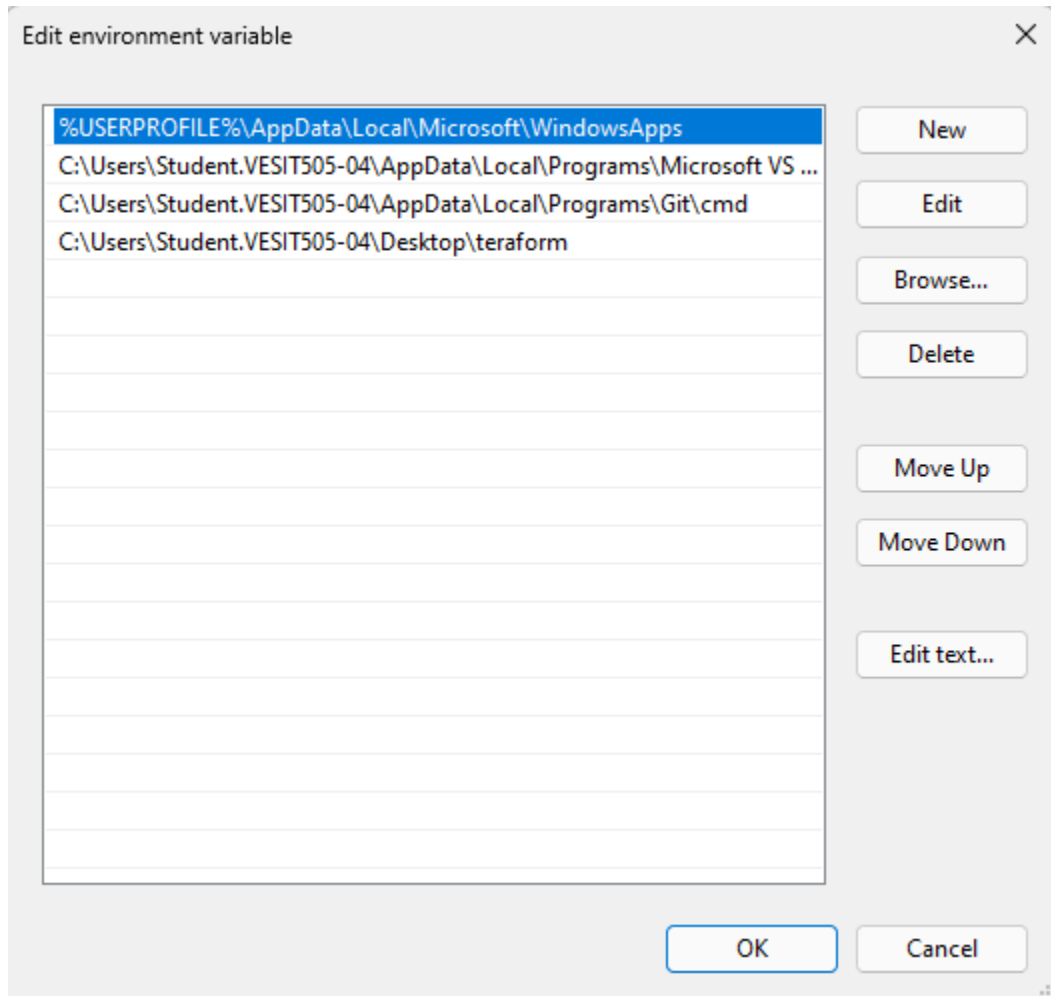 Edit environment variable
%USERPROFILE%\AppData\Local\Microsoft\WindowsApps
C:\Users\Student.VESIT505-04\AppData\Local\Programs\Microsoft VS ...
C:\Users\Student.VESIT505-04\AppData\Local\Programs\Git\cmd
C:\Users\Student.VESIT505-04\Desktop\teraform
New
Edit
Browse...
Delete
Move Up
Move Down
Edit text...
OK
Cancel